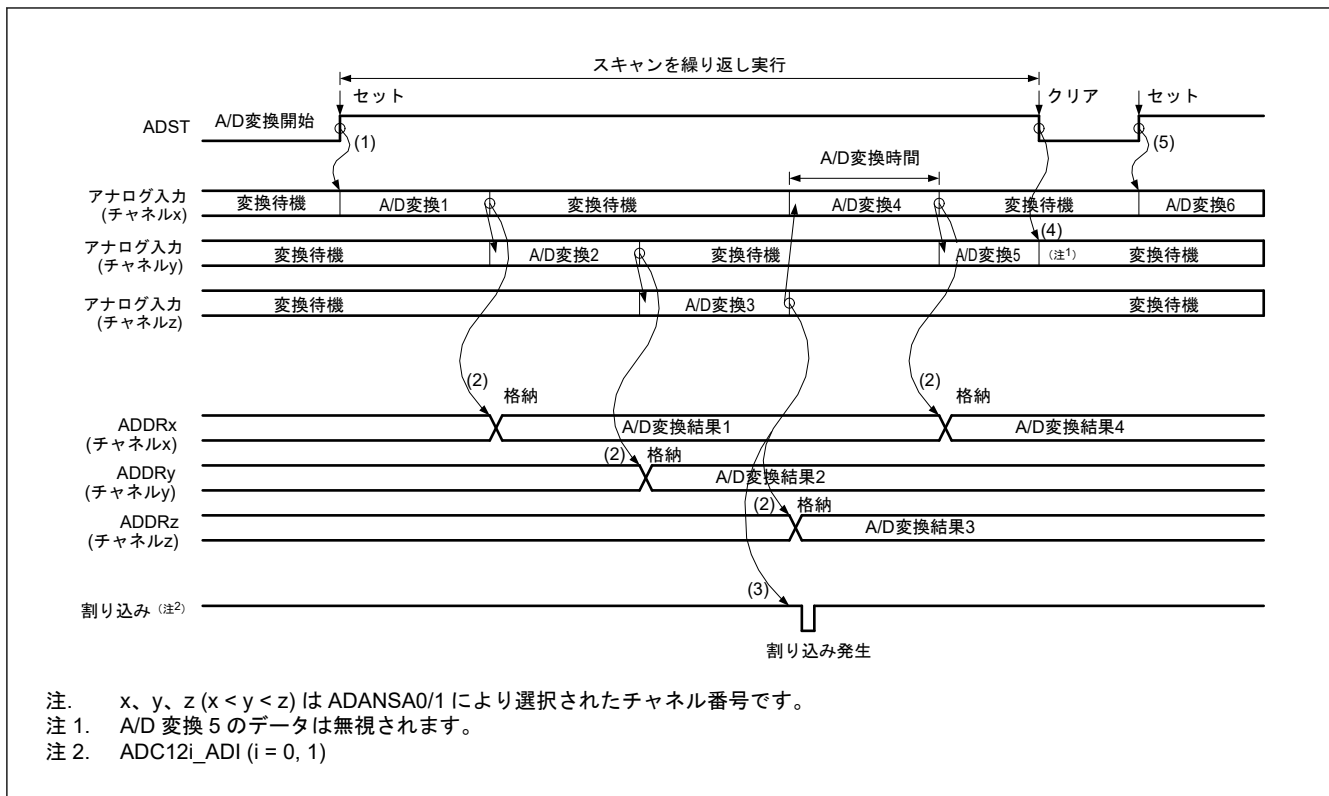 スキャンを繰り返し実行
セット
クリア
セット
ADST
A/D変換開始
(1)
(5)
A/D変換時間
アナログ入力
(チャネルx)
変換待機
A/D変換1
変換待機
A/D変換4
変換待機
A/D変換6
アナログ入力
(チャネルy)
変換待機
A/D変換2
変換待機
A/D変換5
(4)
(注1)
変換待機
アナログ入力
(チャネルz)
変換待機
A/D変換3
変換待機
(2)
格納
(2)
格納
ADDRx
(チャネルx)
A/D変換結果1
A/D変換結果4
ADDRy
(チャネルy)
(2)
格納
A/D変換結果2
ADDRz
(チャネルz)
(2)
格納
A/D変換結果3
(3)
割り込み（注2）
割り込み発生
注. x、y、z (x < y < z) は ADANSA0/1 により選択されたチャネル番号です。
注 1. A/D 変換 5 のデータは無視されます。
注 2. ADC12i_ADI (i = 0, 1)